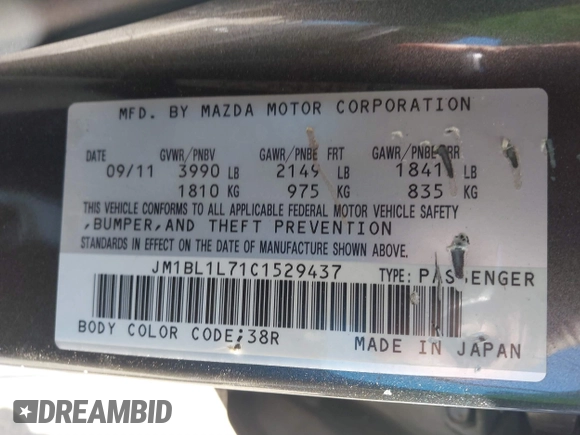 MFD. BY MAZDA MOTOR CORPORATION
DATE GVWR/PNBV GAWR/PNBE FRT GAWR/PNBE RR
09/11 3990 LB 2149 LB 1841 LB
1810 KG 975 KG 835 KG
THIS VEHICLE CONFORMS TO ALL APPLICABLE FEDERAL MOTOR VEHICLE SAFETY
,BUMPER,AND THEFT PREVENTION
STANDARDS IN EFFECT ON THE DATE OF MANUFACTURE SHOWN ABOVE.
JM1BL1L71C1529437 TYPE: PASSENGER
BODY COLOR CODE;38R MADE IN JAPAN
DREAMBID